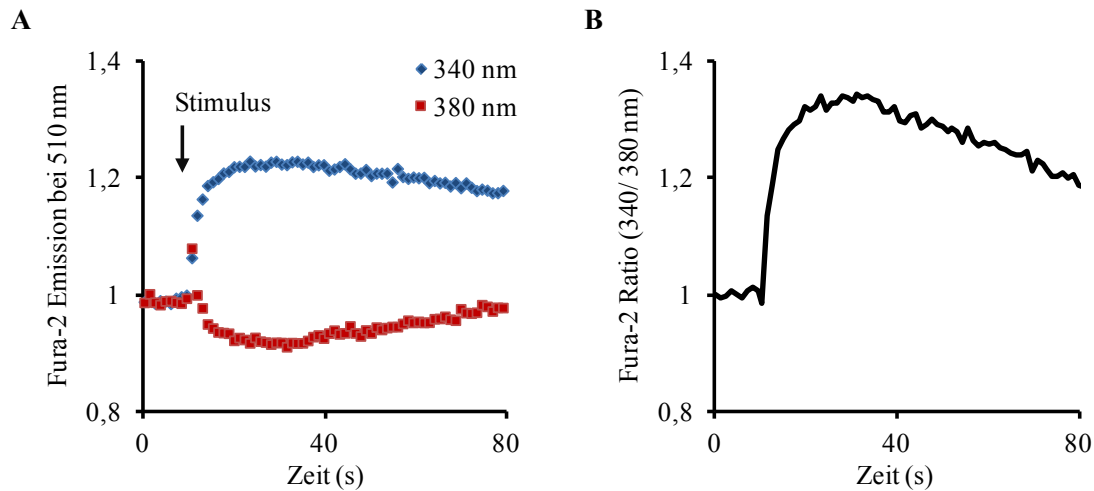 A
Fura-2 Emission bei 510 nm
1,4
1,2
1
0,8
Stimulus
340 nm
380 nm
0
40
80
Zeit (s)
B
Fura-2 Ratio (340/ 380 nm)
1,4
1,2
1
0,8
0
40
80
Zeit (s)